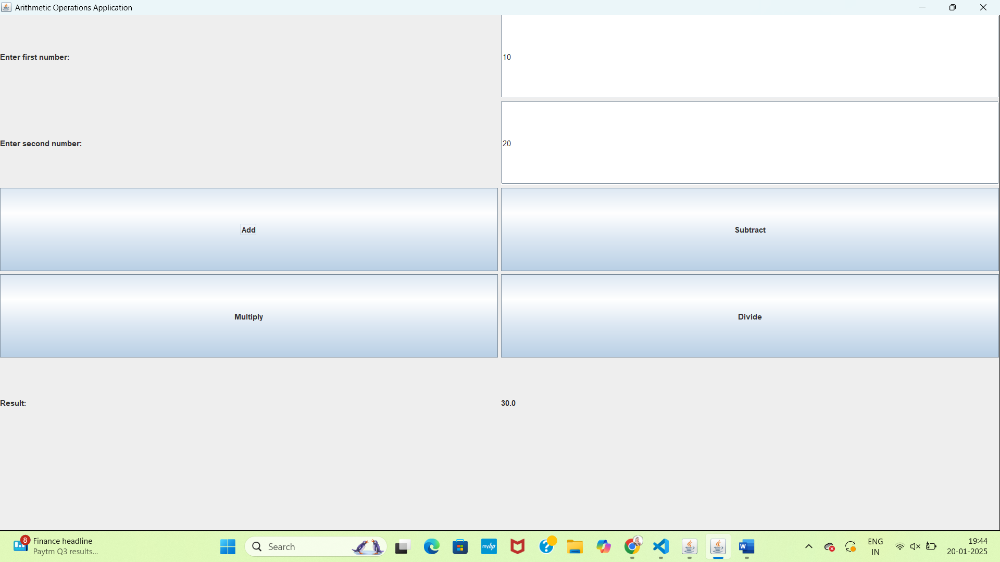 Arithmetic Operations Application
Enter first number:
10
Enter second number:
20
Add
Subtract
Multiply
Divide
Result:
30.0
8
Finance headline
Paytm Q3 results...
Search
myhp
W
ENG
IN
19:44
20-01-2025